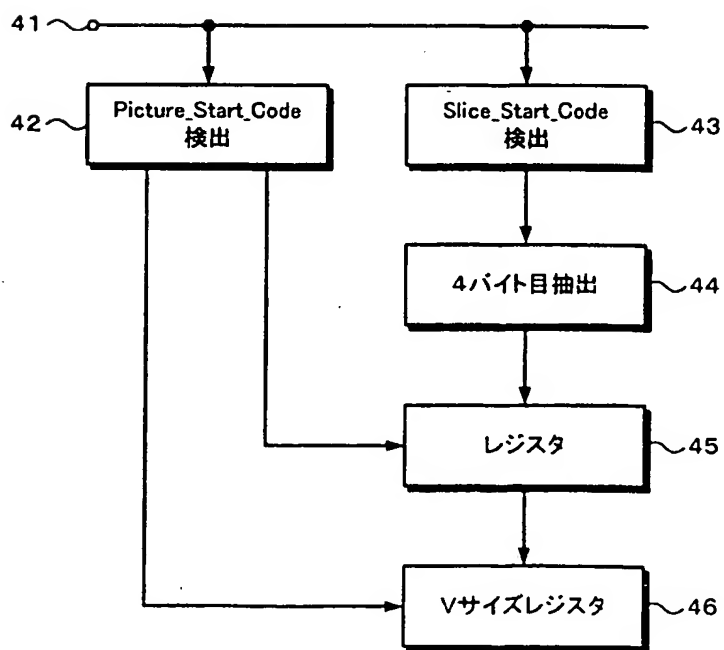 41
Picture_Start_Code
検出
42
Slice_Start_Code
検出
43
4バイト目抽出
44
レジスタ
45
Vサイズレジスタ
46